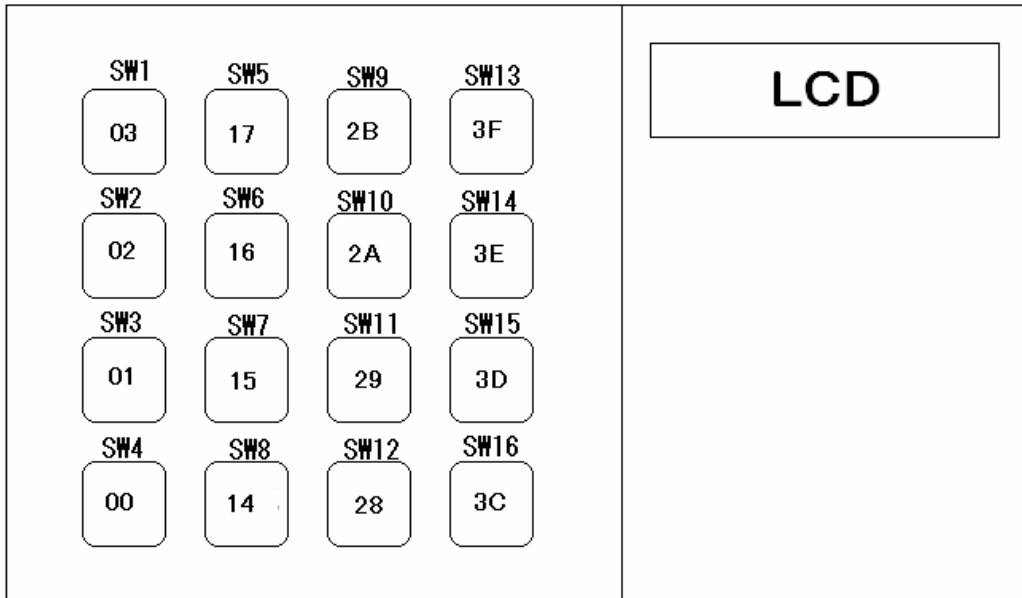 SW1 SW5 SW9 SW13
LCD
03 17 2B 3F
SW2 SW6 SW10 SW14
02 16 2A 3E
SW3 SW7 SW11 SW15
01 15 29 3D
SW4 SW8 SW12 SW16
00 14 28 3C